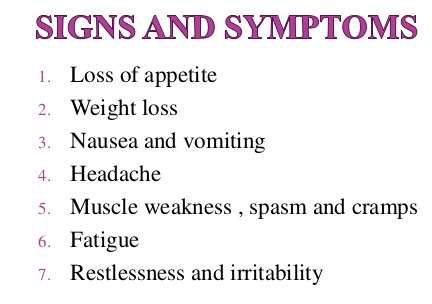 SIGNS AND SYMPTOMS
1. Loss of appetite
2. Weight loss
3. Nausea and vomiting
4. Headache
5. Muscle weakness , spasm and cramps
6. Fatigue
7. Restlessness and irritability